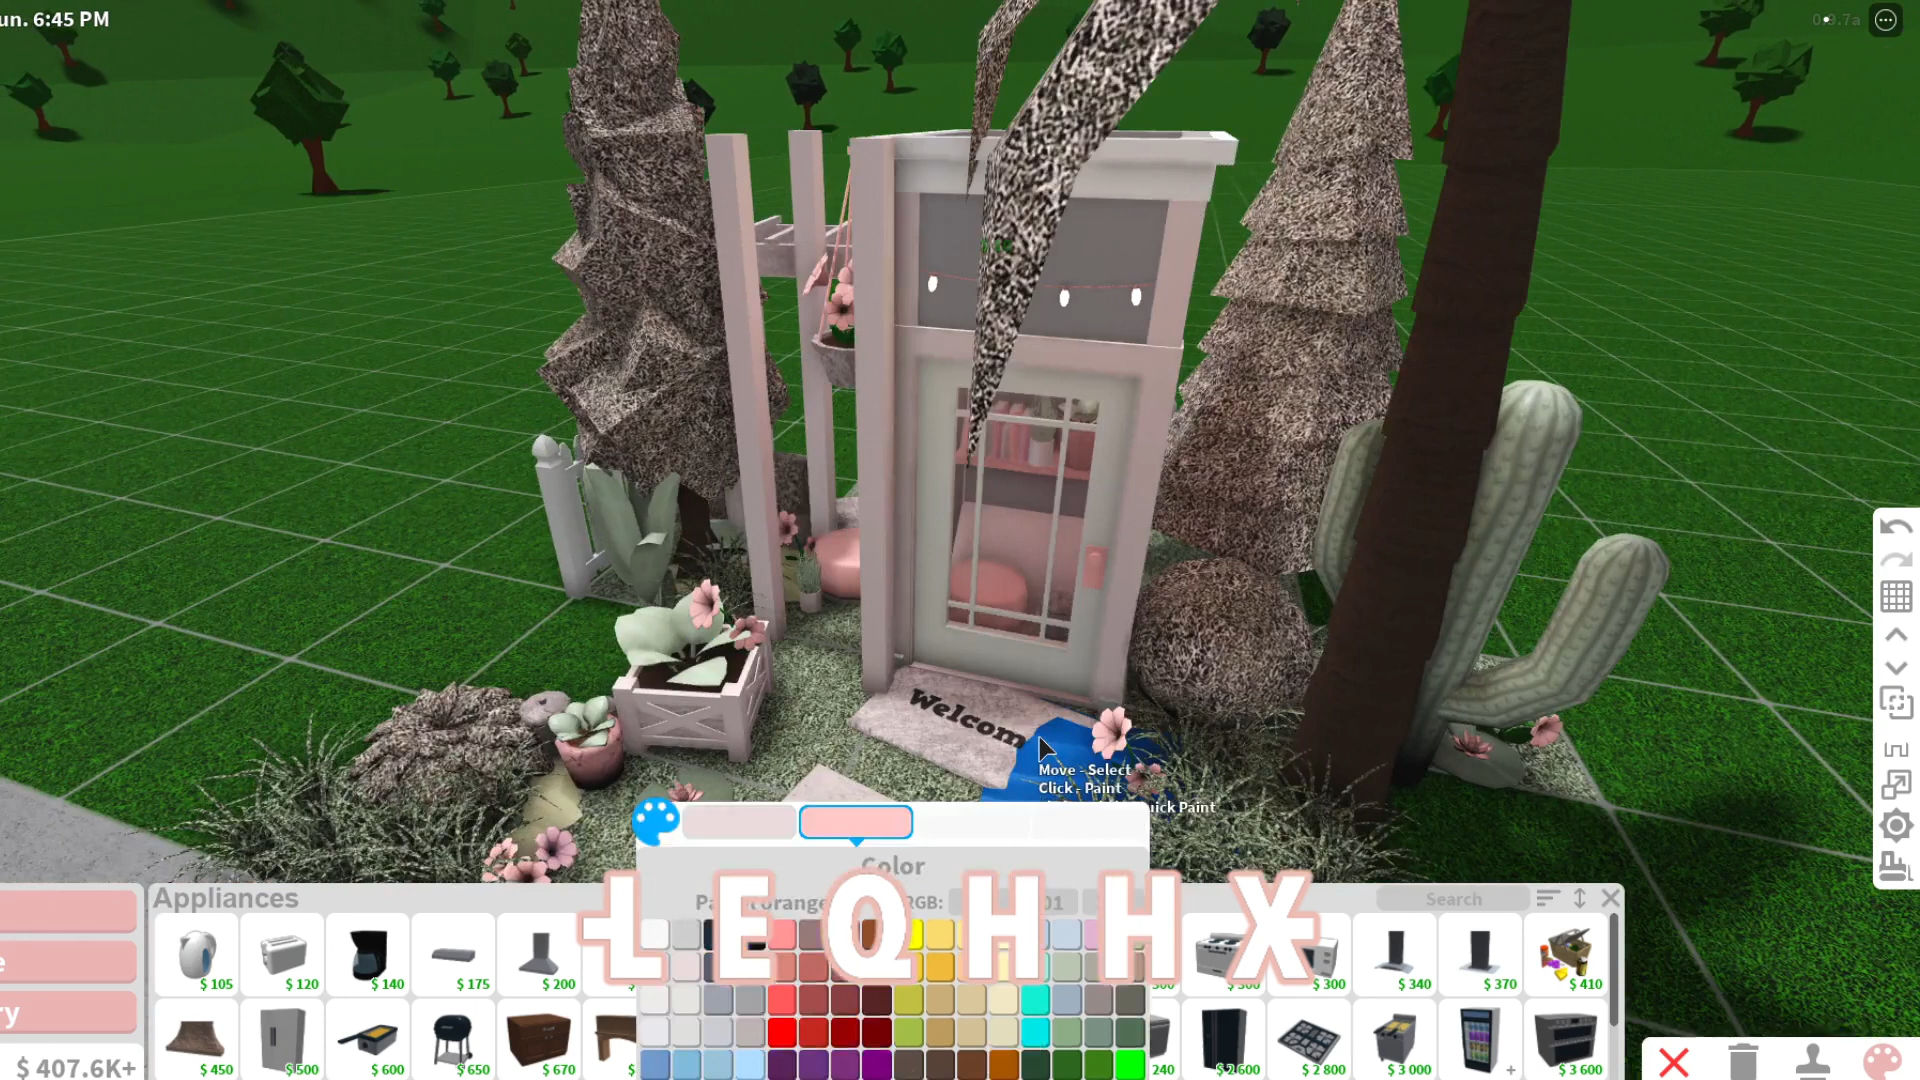 un. 6:45 PM
Welcom
Move - Select
Click - Paint
uick Paint
Color
RGB:
Appliances
Search
LEQHHX
$ 105
$ 120
$ 140
$ 175
$ 200
$ 300
$ 340
$ 370
$ 410
e
ry
$ 450
$ 500
$ 600
$ 650
$ 670
240
$ 2 600
$ 2 800
$ 3 000
+
$ 3 600
$ 407.6K+